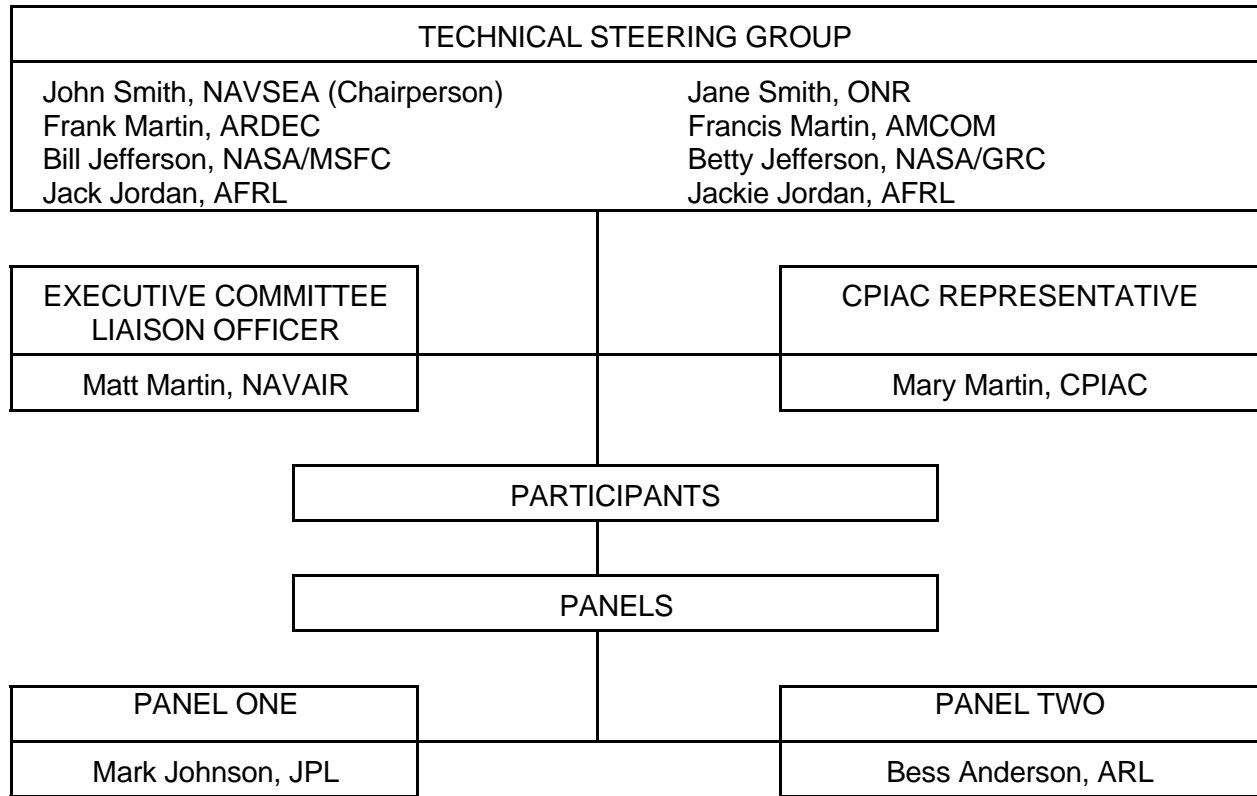 TECHNICAL STEERING GROUP
John Smith, NAVSEA (Chairperson)
Frank Martin, ARDEC
Bill Jefferson, NASA/MSFC
Jack Jordan, AFRL
Jane Smith, ONR
Francis Martin, AMCOM
Betty Jefferson, NASA/GRC
Jackie Jordan, AFRL
EXECUTIVE COMMITTEE
LIAISON OFFICER
Matt Martin, NAVAIR
CPIAC REPRESENTATIVE
Mary Martin, CPIAC
PARTICIPANTS
PANELS
PANEL ONE
Mark Johnson, JPL
PANEL TWO
Bess Anderson, ARL